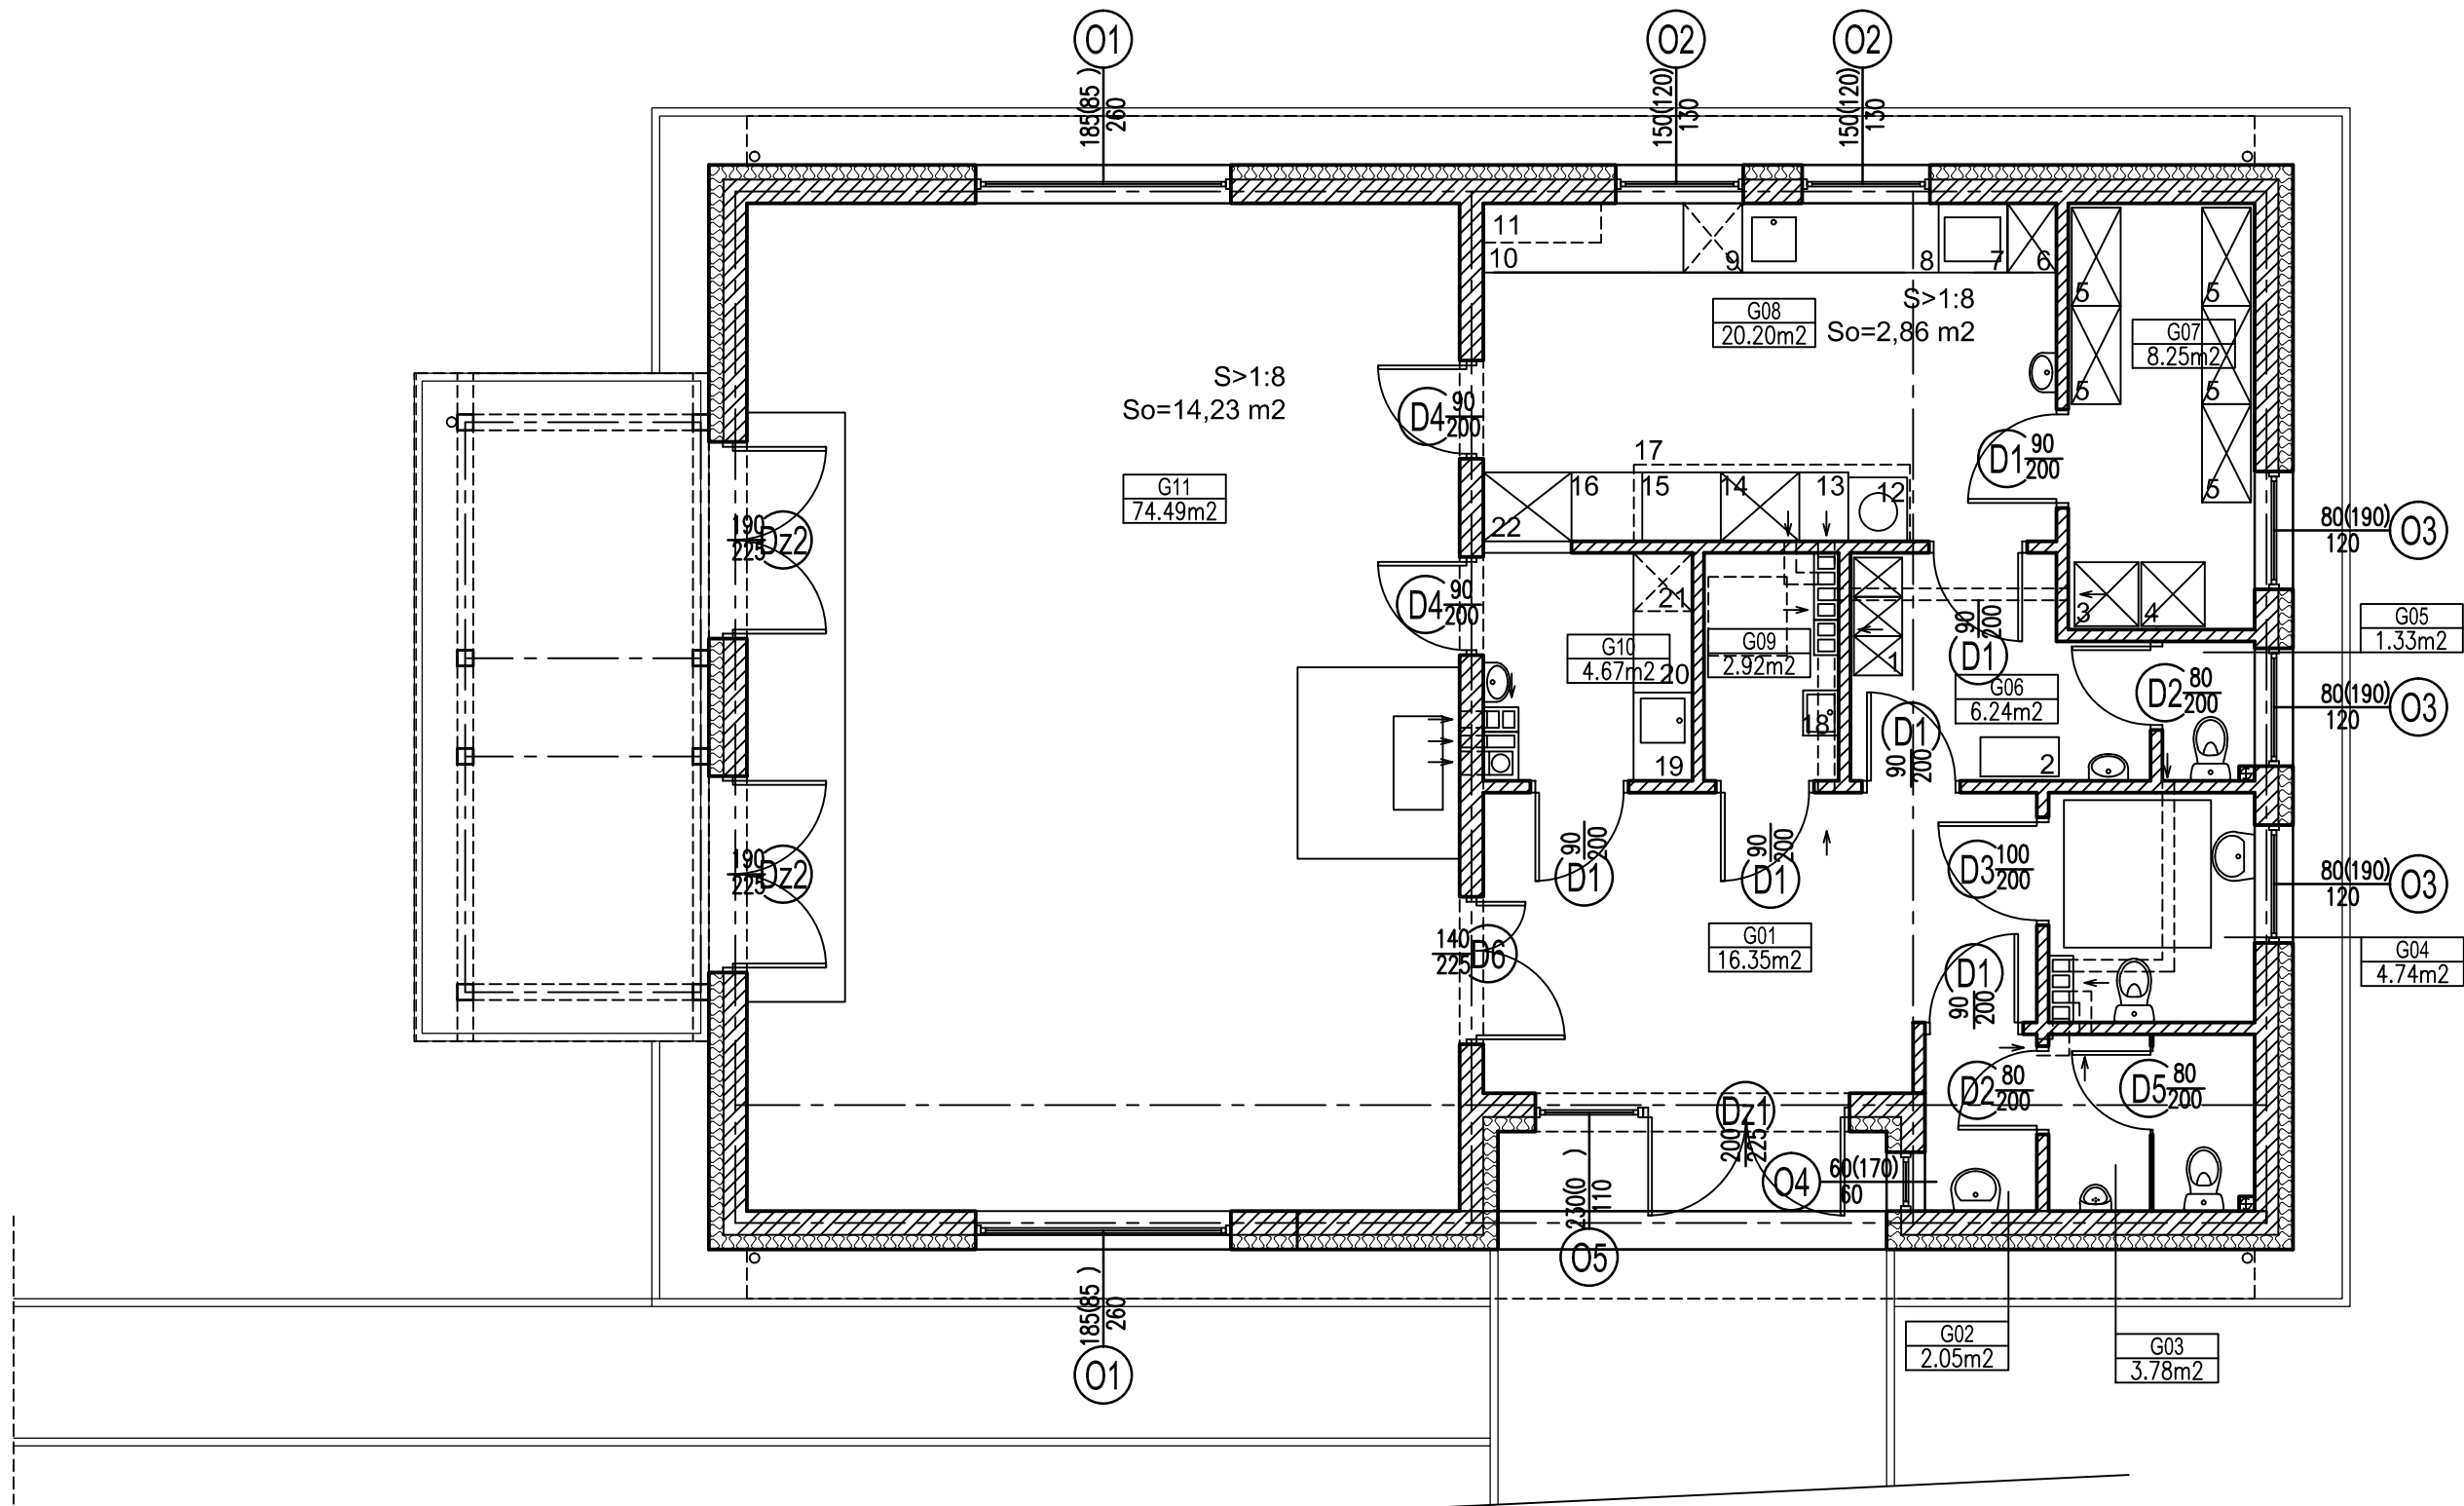 O1
O2
O2
185(85 )
260
150(120)
130
150(120)
130
11
10
9
8
7
6
5
5
5
5
5
S>1:8
So=2,86 m2
G08
20.20m2
G07
8.25m2
S>1:8
So=14,23 m2
D4
90
200
D1
90
200
G11
74.49m2
17
16
15
14
13
12
22
190
225
Dz2
80(190)
120
O3
D4
90
200
21
3
4
90
200
D1
G05
1.33m2
G10
4.67m2
20
G09
2.92m2
1
G06
6.24m2
D2
80
200
80(190)
120
O3
18
D1
90
200
19
2
190
225
Dz2
90
200
D1
90
200
D1
D3
100
200
80(190)
120
O3
140
225
D6
G01
16.35m2
D1
90
200
G04
4.74m2
D2
80
200
D5
80
200
Dz1
200
225
O4
60(170)
60
230(0 )
110
O5
185(85 )
260
O1
G02
2.05m2
G03
3.78m2